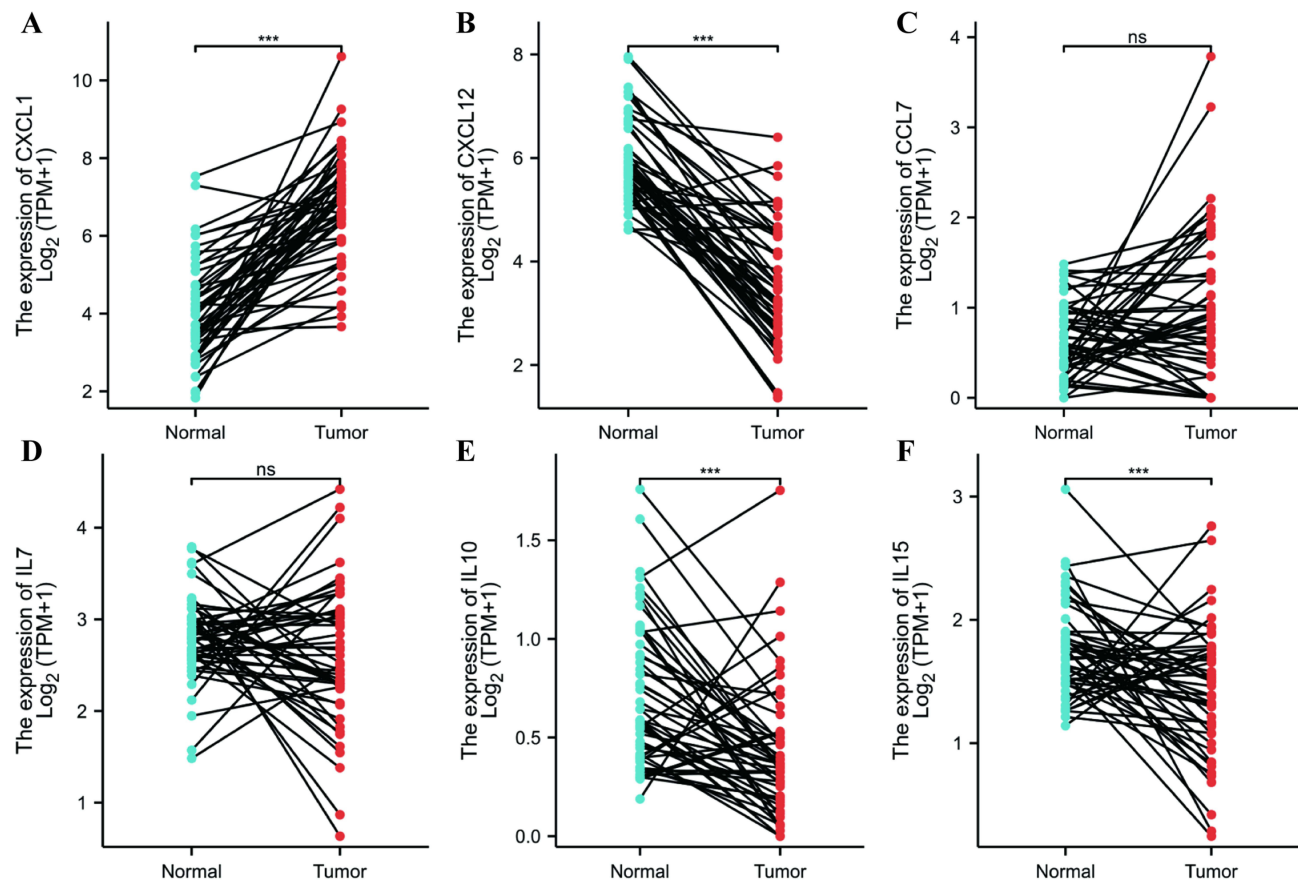 A
***
The expression of CXCL1
Log2 (TPM+1)
10
8
6
4
2
Normal Tumor
B
***
The expression of CXCL12
Log2 (TPM+1)
8
6
4
2
Normal Tumor
C
ns
The expression of CCL7
Log2 (TPM+1)
4
3
2
1
0
Normal Tumor
D
ns
The expression of IL7
Log2 (TPM+1)
4
3
2
1
Normal Tumor
E
***
The expression of IL10
Log2 (TPM+1)
1.5
1.0
0.5
0.0
Normal Tumor
F
***
The expression of IL15
Log2 (TPM+1)
3
2
1
Normal Tumor